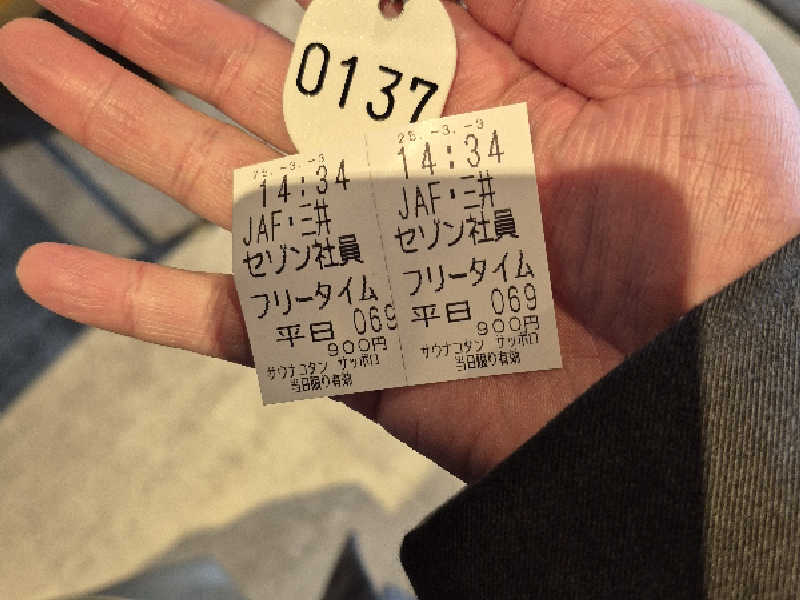 0137
25.-3.-3
14:34
JAF・三井
セゾン社員
フリータイム
平日 069
900円
サウナコタン サッポロ
当日限り有効
25.-3.-3
14:34
JAF・三井
セゾン社員
フリータイム
平日 069
900円
サウナコタン サッポロ
当日限り有効